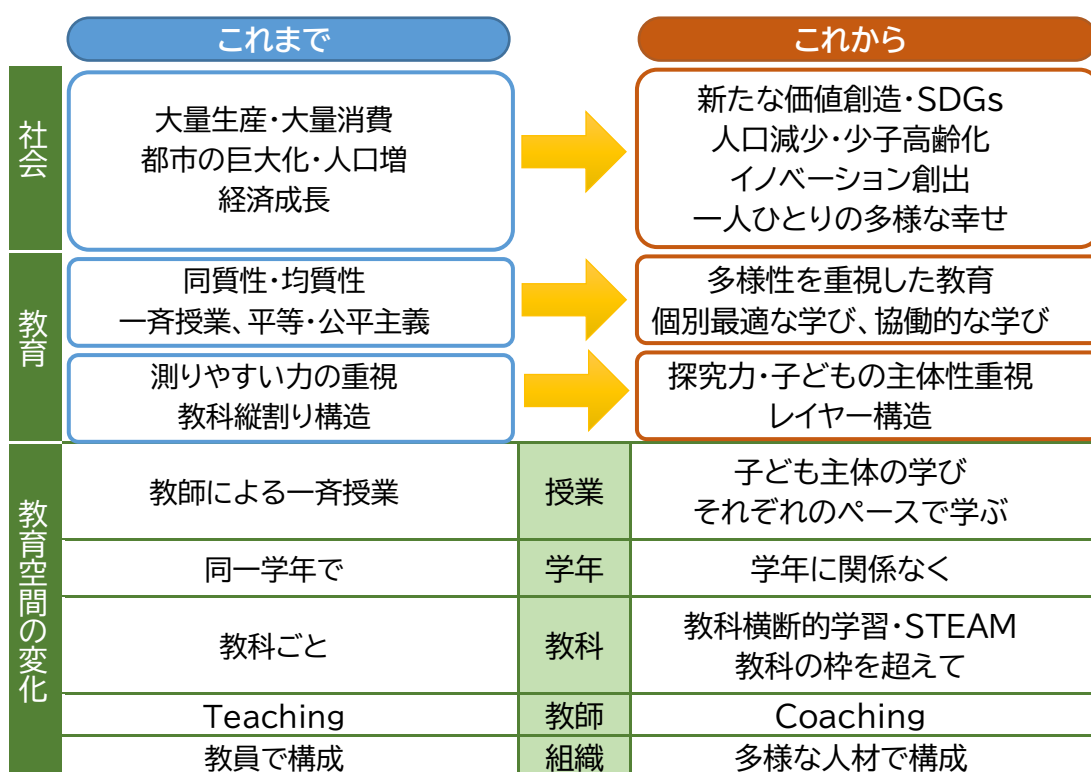 これまで
これから
社会
大量生産・大量消費
都市の巨大化・人口増
経済成長
新たな価値創造・SDGs
人口減少・少子高齢化
イノベーション創出
一人ひとりの多様な幸せ
教育
同質性・均質性
一斉授業、平等・公平主義
多様性を重視した教育
個別最適な学び、協働的な学び
測りやすい力の重視
教科縦割り構造
探究力・子どもの主体性重視
レイヤー構造
教育空間の変化
教師による一斉授業
授業
子ども主体の学び
それぞれのペースで学ぶ
同一学年で
学年
学年に関係なく
教科ごと
教科
教科横断的学習・STEAM
教科の枠を超えて
Teaching
教師
Coaching
教員で構成
組織
多様な人材で構成